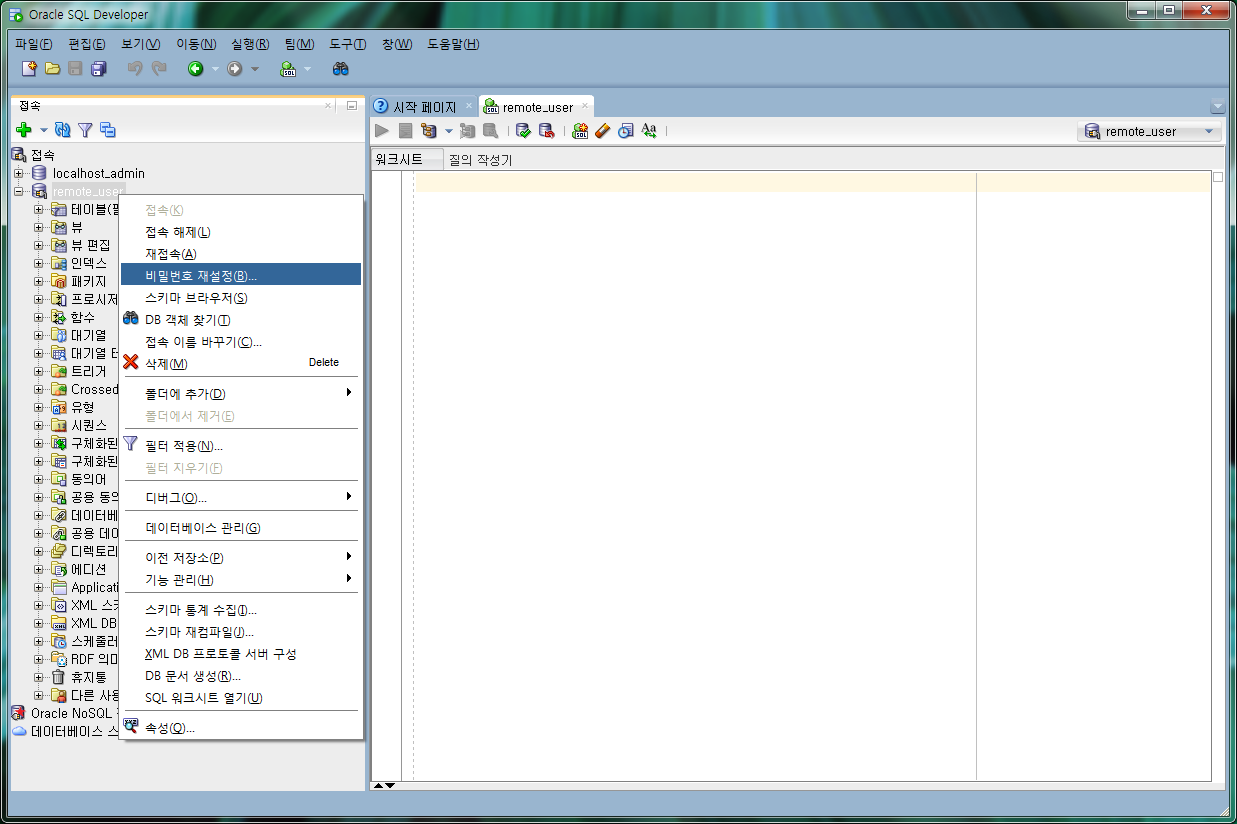 Oracle SQL Developer
파일(F) 편집(E) 보기(V) 이동(N) 실행(R) 팀(M) 도구(T) 창(W) 도움말(H)
접속
시작 페이지
remote_user
remote_user
워크시트
질의 작성기
접속
localhost_admin
remote_user
테이블(필
뷰
뷰 편집
인덱스
패키지
프로시저
함수
대기열
대기열
트리거
Crossed
유형
시퀀스
구체화된
구체화된
동의어
공용 동의
데이터베
공용 데이
디렉토리
에디션
Applicati
XML 스키
XML DB
스케줄러
RDF 의미
휴지통
다른 사용
Oracle NoSQL
데이터베이스 스
접속(K)
접속 해제(L)
재접속(A)
비밀번호 재설정(B)...
스키마 브라우저(S)
DB 객체 찾기(T)
접속 이름 바꾸기(C)...
삭제(M) Delete
폴더에 추가(D)
폴더에서 제거(E)
필터 적용(N)...
필터 지우기(F)
디버그(O)...
데이터베이스 관리(G)
이전 저장소(P)
기능 관리(H)
스키마 통계 수집(I)...
스키마 재컴파일(J)...
XML DB 프로토콜 서버 구성
DB 문서 생성(R)...
SQL 워크시트 열기(U)
속성(Q)...